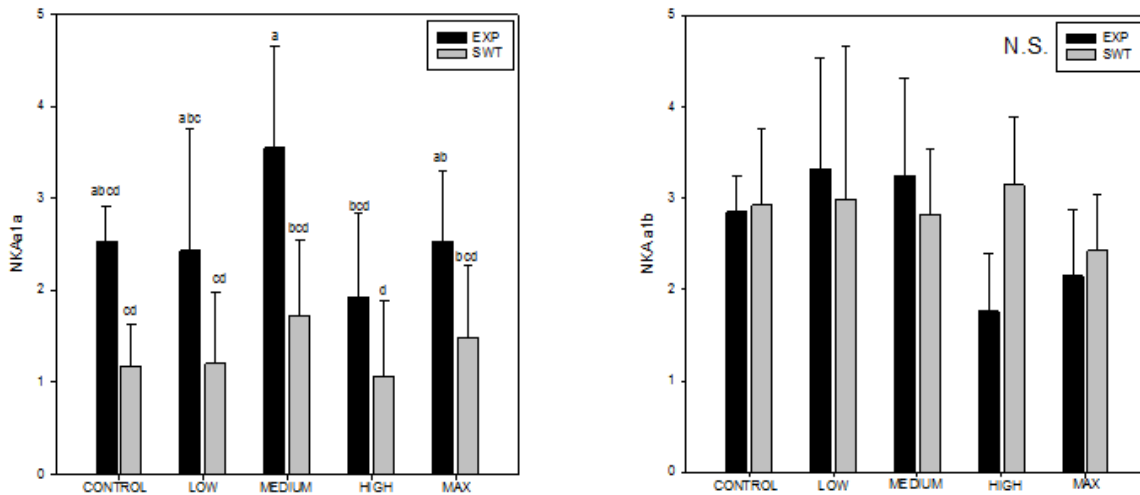 5
EXP
SWT
a
4
abc
ab
3
abcd
NKAa1a
bcd
bcd
2
bcd
cd
d
cd
1
0
CONTROL LOW MEDIUM HIGH MAX
5
N.S.
EXP
SWT
4
3
NKA a1b
2
1
0
CONTROL LOW MEDIUM HIGH MAX